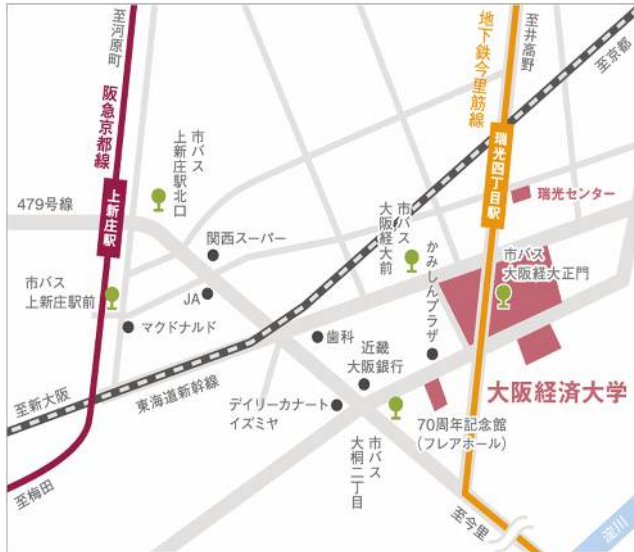 至河原町
阪急京都線
上新庄駅
市バス
上新庄駅北口
479号線
関西スーパー
市バス
上新庄駅前
JA
マクドナルド
至新大阪
東海道新幹線
至梅田
地下鉄今里筋線
至井高野
至京都
瑞光四丁目駅
瑞光センター
市バス
大阪経大前
かみしんプラザ
市バス
大阪経大正門
歯科
近畿
大阪銀行
大阪経済大学
デイリーカナート
イズミヤ
市バス
大桐二丁目
70周年記念館
(フレアホール)
至今里
淀川